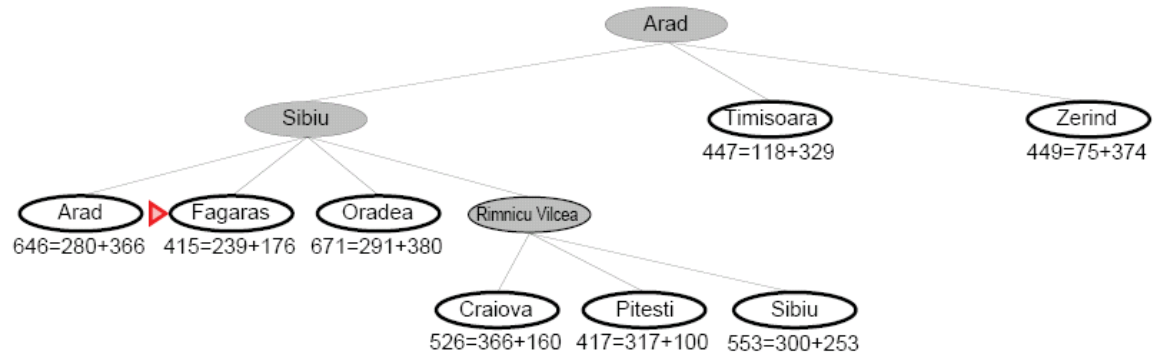 Arad
Sibiu
Timisoara
Zerind
447=118+329
449=75+374
Arad
Fagaras
Oradea
Rimnicu Vilcea
646=280+366
415=239+176
671=291+380
Craiova
Pitesti
Sibiu
526=366+160
417=317+100
553=300+253